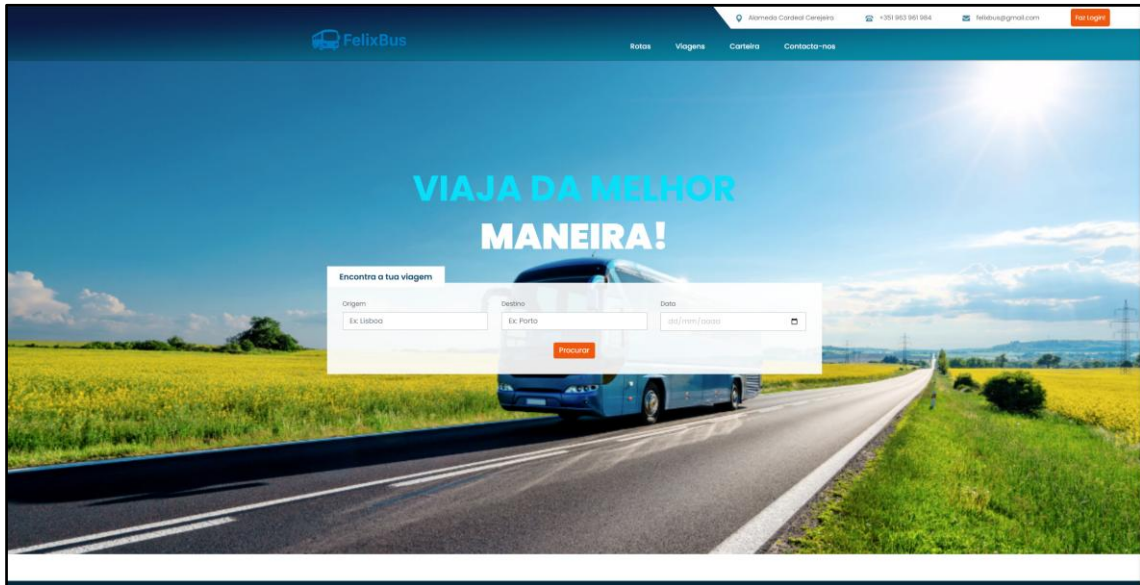 Alameda Cardeal Cerejeira +351 963 961 984 felixbus@gmail.com Faz Login!
FelixBus
Rotas Viagens Carteira Contacta-nos
VIAJA DA MELHOR
MANEIRA!
Encontra a tua viagem
Origem Destino Data
Ex: Lisboa Ex: Porto dd/mm/aaaa
Procurar